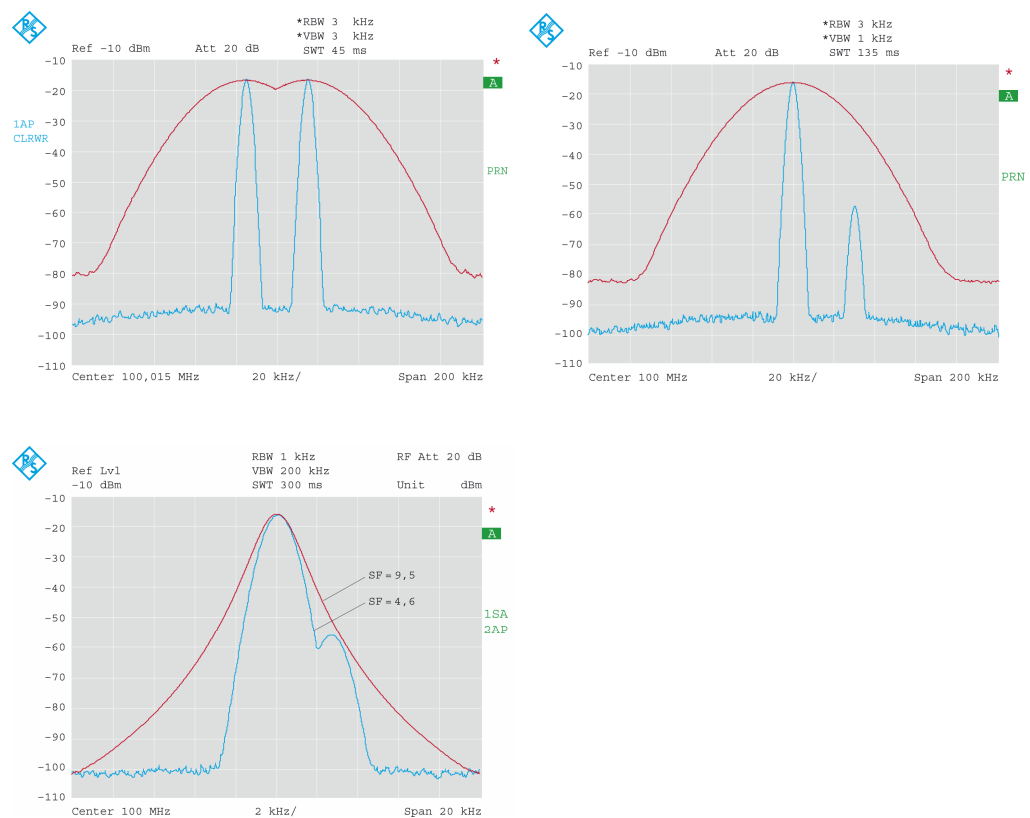 R S
*RBW 3 kHz
*VBW 3 kHz
Ref -10 dBm Att 20 dB SWT 45 ms
-10
-20
-30
-40
-50
-60
-70
-80
-90
-100
-110
1AP
CLRWR
*
A
PRN
Center 100,015 MHz 20 kHz/ Span 200 kHz
R S
*RBW 3 kHz
*VBW 1 kHz
Ref -10 dBm Att 20 dB SWT 135 ms
-10
-20
-30
-40
-50
-60
-70
-80
-90
-100
-110
*
A
PRN
Center 100 MHz 20 kHz/ Span 200 kHz
R S
RBW 1 kHz RF Att 20 dB
Ref Lvl VBW 200 kHz
-10 dBm SWT 300 ms Unit dBm
-10
-20
-30
-40
-50
-60
-70
-80
-90
-100
-110
SF = 9,5
SF = 4,6
*
A
1SA
2AP
Center 100 MHz 2 kHz/ Span 20 kHz